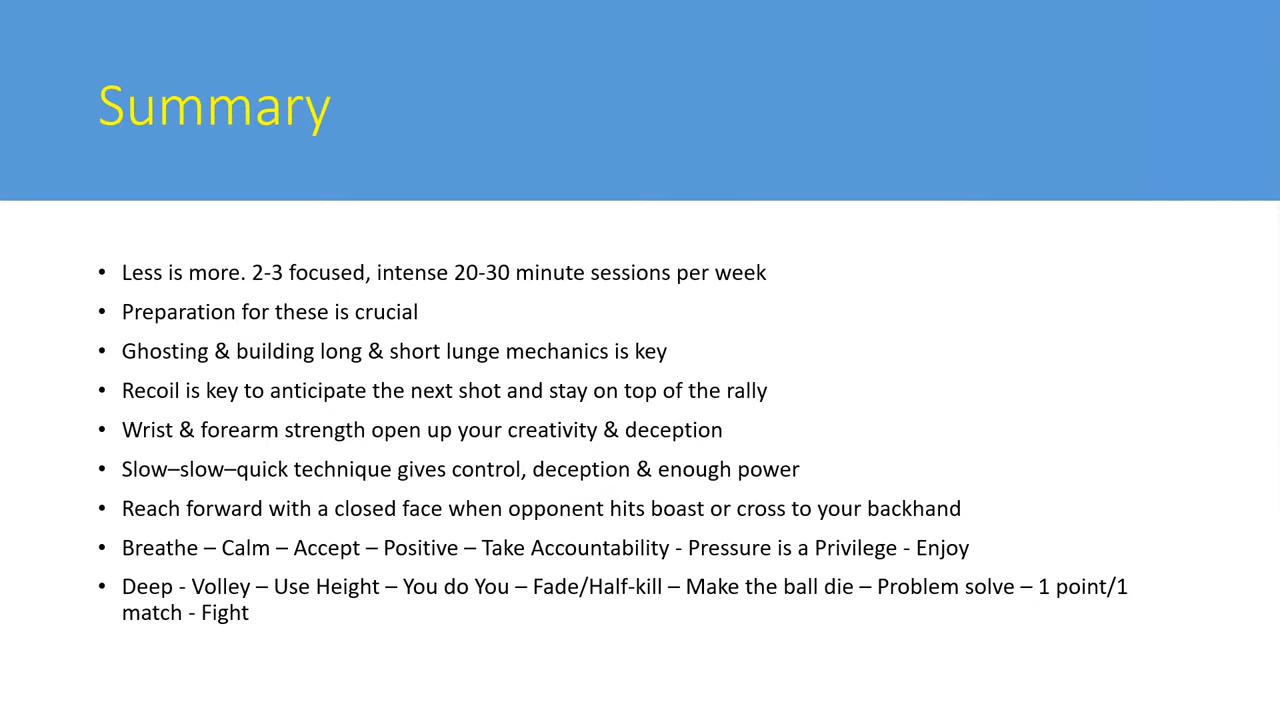 Summary
• Less is more. 2-3 focused, intense 20-30 minute sessions per week
• Preparation for these is crucial
• Ghosting & building long & short lunge mechanics is key
• Recoil is key to anticipate the next shot and stay on top of the rally
• Wrist & forearm strength open up your creativity & deception
• Slow–slow–quick technique gives control, deception & enough power
• Reach forward with a closed face when opponent hits boast or cross to your backhand
• Breathe – Calm – Accept – Positive – Take Accountability - Pressure is a Privilege - Enjoy
• Deep - Volley – Use Height – You do You – Fade/Half-kill – Make the ball die – Problem solve – 1 point/1
match - Fight